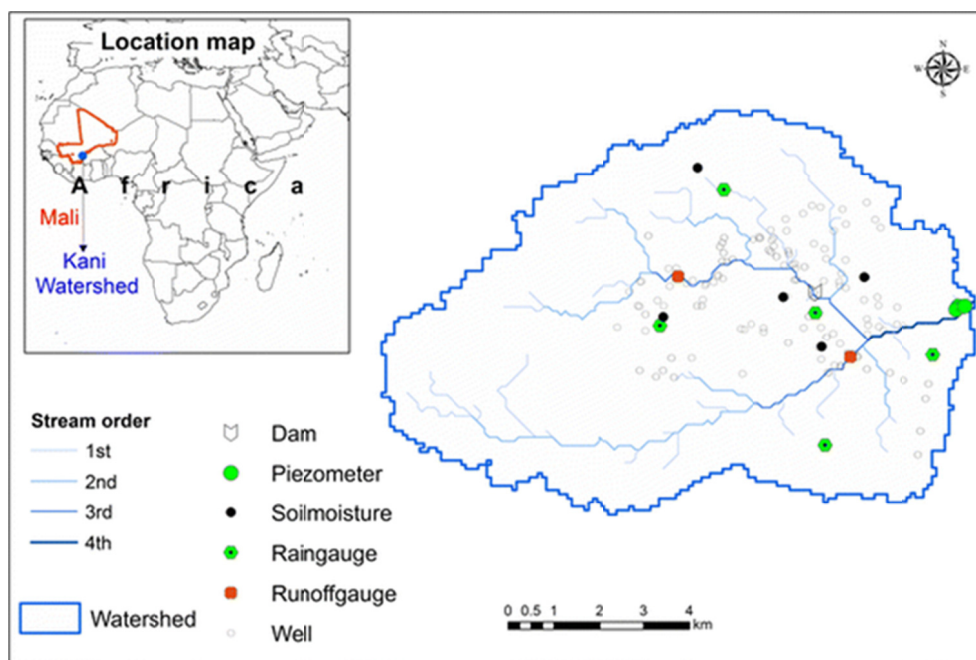 Location map
N
W
E
S
A f r i c a
Mali
Kani
Watershed
Stream order
1st
2nd
3rd
4th
Watershed
Dam
Piezometer
Soilmoisture
Raingauge
Runoffgauge
Well
0 0.5 1 2 3 4
km